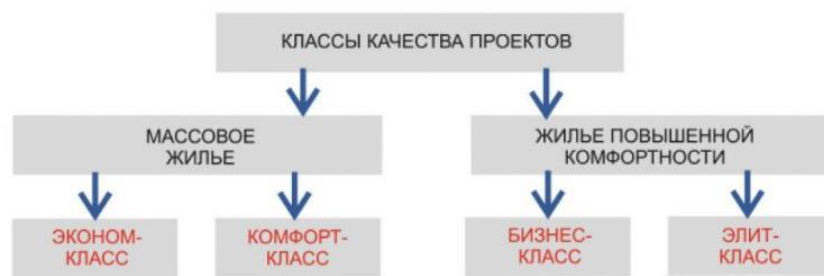 КЛАССЫ КАЧЕСТВА ПРОЕКТОВ
МАССОВОЕ
ЖИЛЬЕ
ЖИЛЬЕ ПОВЫШЕННОЙ
КОМФОРТНОСТИ
ЭКОНОМ-
КЛАСС
КОМФОРТ-
КЛАСС
БИЗНЕС-
КЛАСС
ЭЛИТ-
КЛАСС